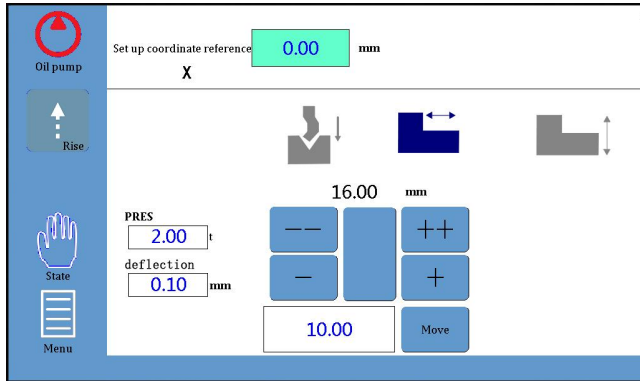 Oil pump
Set up coordinate reference 0.00 mm
X
Rise
16.00 mm
PRES
2.00 t
-- ++
deflection
0.10 mm
- +
State
10.00 Move
Menu